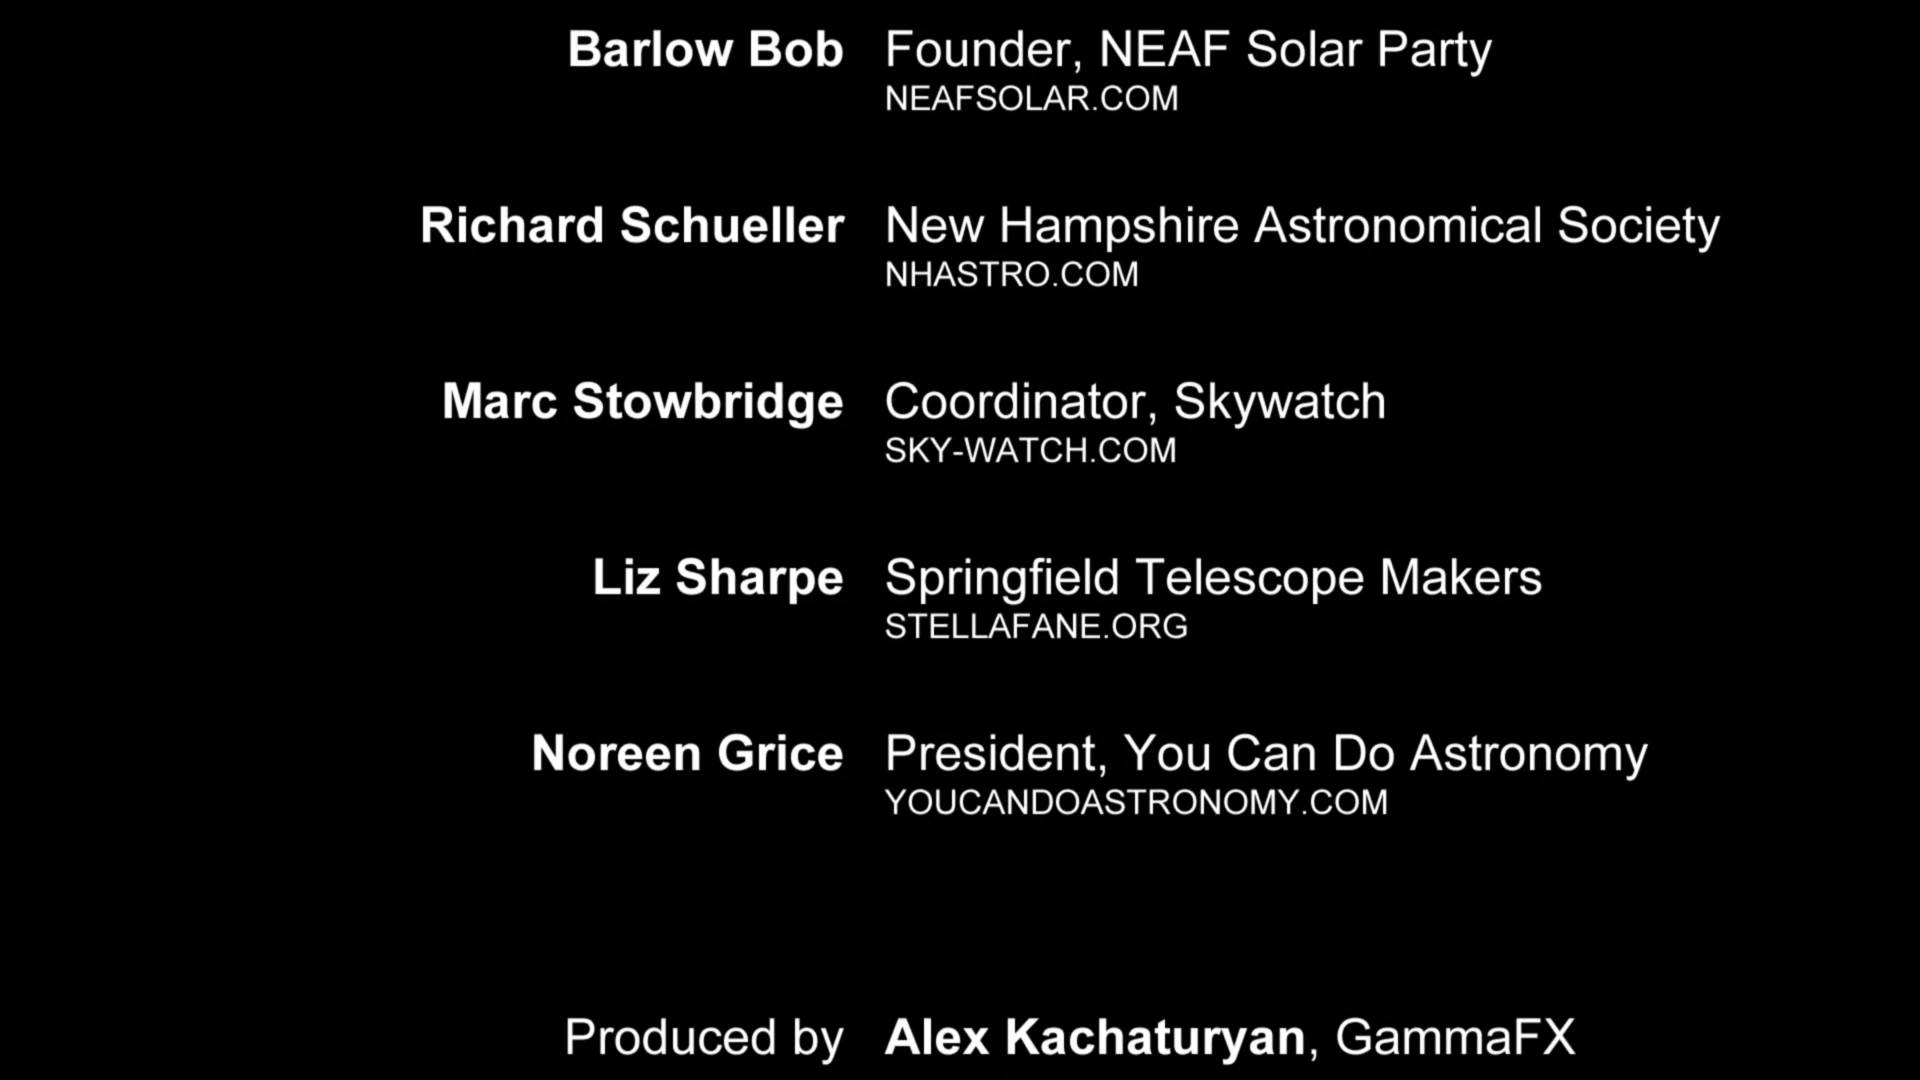 Barlow Bob Founder, NEAF Solar Party
NEAFSOLAR.COM
Richard Schueller New Hampshire Astronomical Society
NHASTRO.COM
Marc Stowbridge Coordinator, Skywatch
SKY-WATCH.COM
Liz Sharpe Springfield Telescope Makers
STELLAFANE.ORG
Noreen Grice President, You Can Do Astronomy
YOUCANDOASTRONOMY.COM
Produced by Alex Kachaturyan, GammaFX